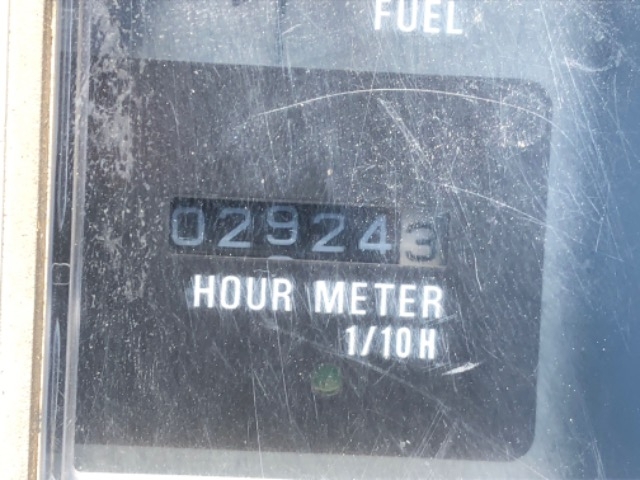 FUEL
029243
HOUR METER
1/10H